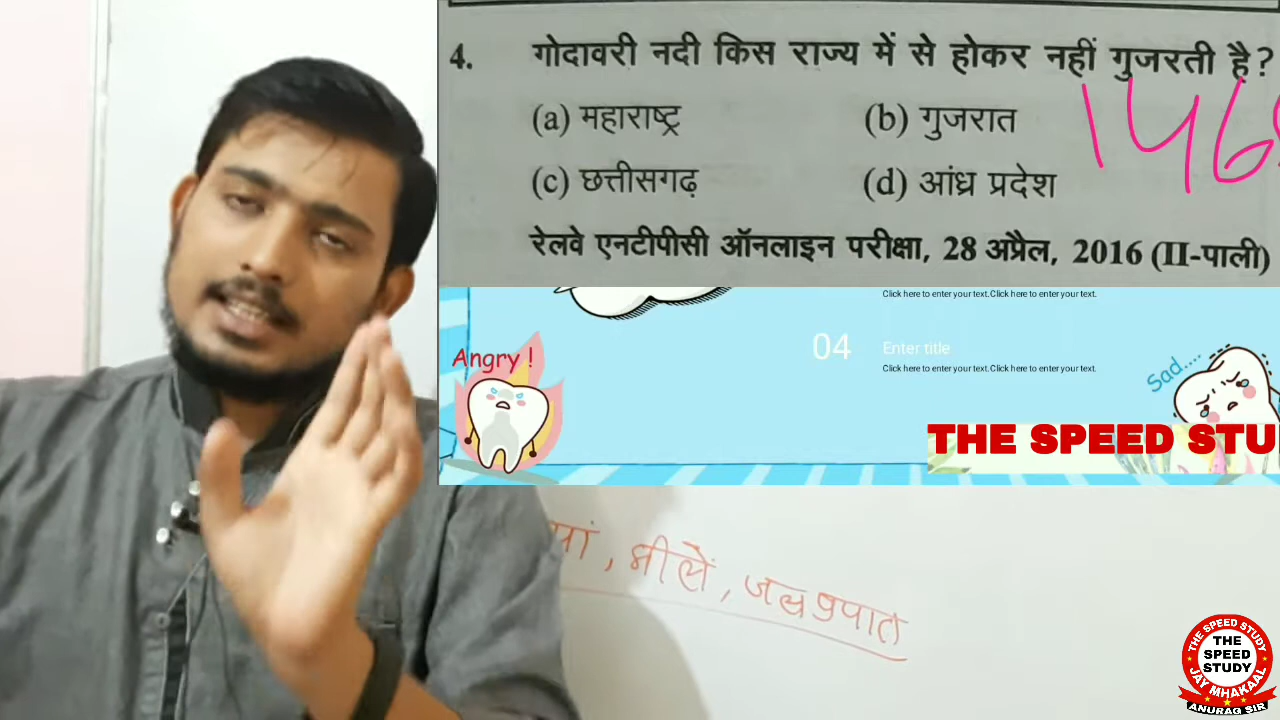 4. गोदावरी नदी किस राज्य में से होकर नहीं गुजरती है?
(a) महाराष्ट्र (b) गुजरात
(c) छत्तीसगढ़ (d) आंध्र प्रदेश
रेलवे एनटीपीसी ऑनलाइन परीक्षा, 28 अप्रैल, 2016 (II-पाली)
146
Click here to enter your text.Click here to enter your text.
04 Enter title
Click here to enter your text.Click here to enter your text.
Angry !
Sad....
THE SPEED STU
झीलें, जलप्रपात
THE SPEED STUDY
THE
SPEED
STUDY
JAY MHAKAAL
ANURAG SIR